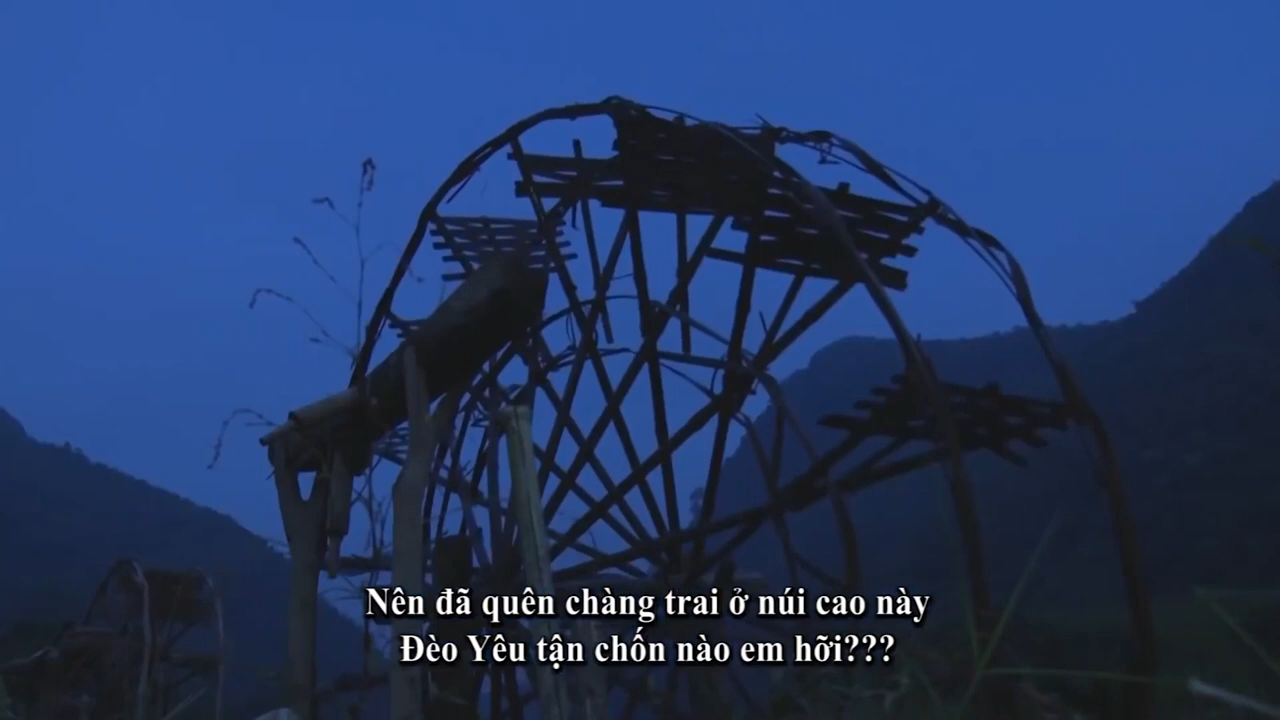 Nên đã quên chàng trai ở núi cao này
Đèo Yêu tận chốn nào em hỡi???